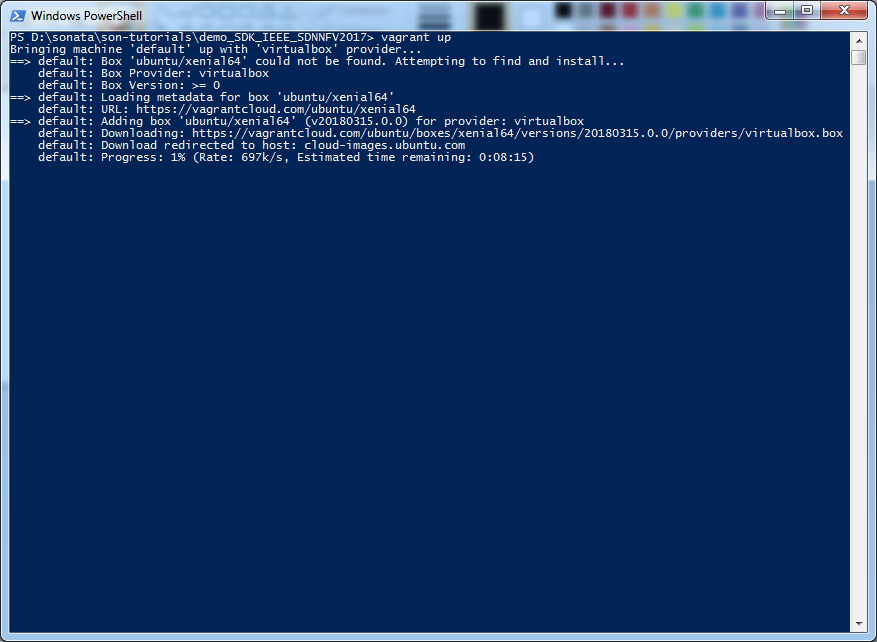 Windows PowerShell
PS D:\sonata\son-tutorials\demo_SDK_IEEE_SDNNFV2017> vagrant up
Bringing machine 'default' up with 'virtualbox' provider...
==> default: Box 'ubuntu/xenial64' could not be found. Attempting to find and install...
    default: Box Provider: virtualbox
    default: Box Version: >= 0
==> default: Loading metadata for box 'ubuntu/xenial64'
    default: URL: https://vagrantcloud.com/ubuntu/xenial64
==> default: Adding box 'ubuntu/xenial64' (v20180315.0.0) for provider: virtualbox
    default: Downloading: https://vagrantcloud.com/ubuntu/boxes/xenial64/versions/20180315.0.0/providers/virtualbox.box
    default: Download redirected to host: cloud-images.ubuntu.com
    default: Progress: 1% (Rate: 697k/s, Estimated time remaining: 0:08:15)